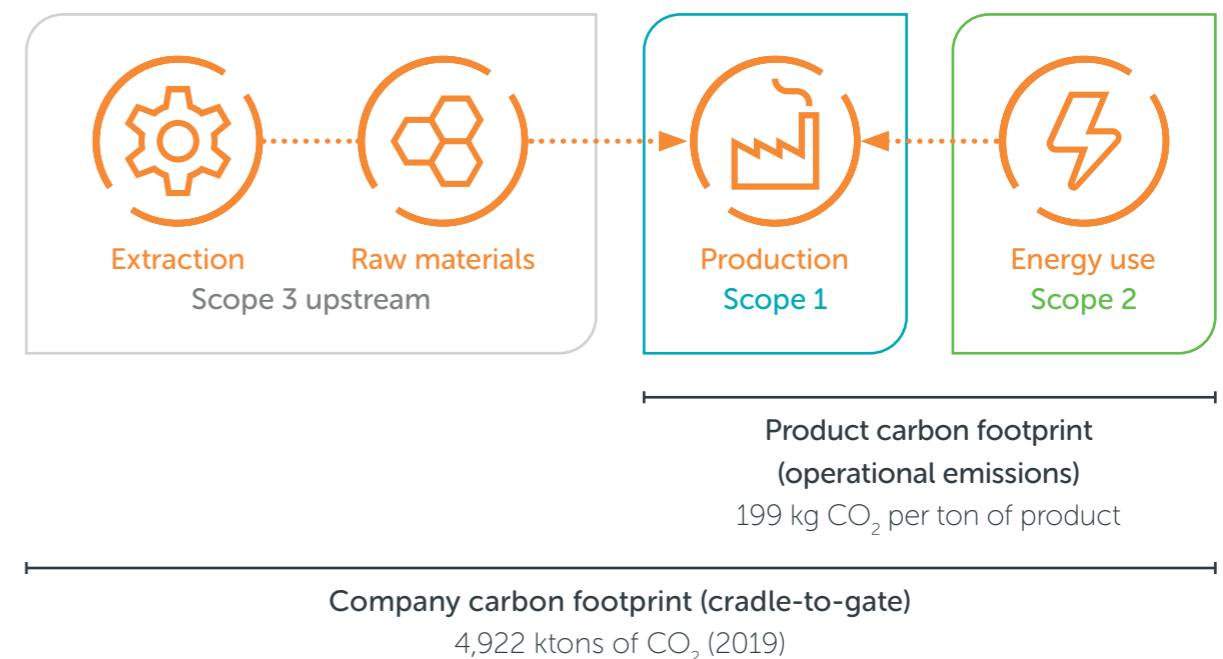 Extraction
Raw materials
Scope 3 upstream
Production
Scope 1
Energy use
Scope 2
Product carbon footprint
(operational emissions)
199 kg CO₂ per ton of product
Company carbon footprint (cradle-to-gate)
4,922 ktons of CO₂ (2019)